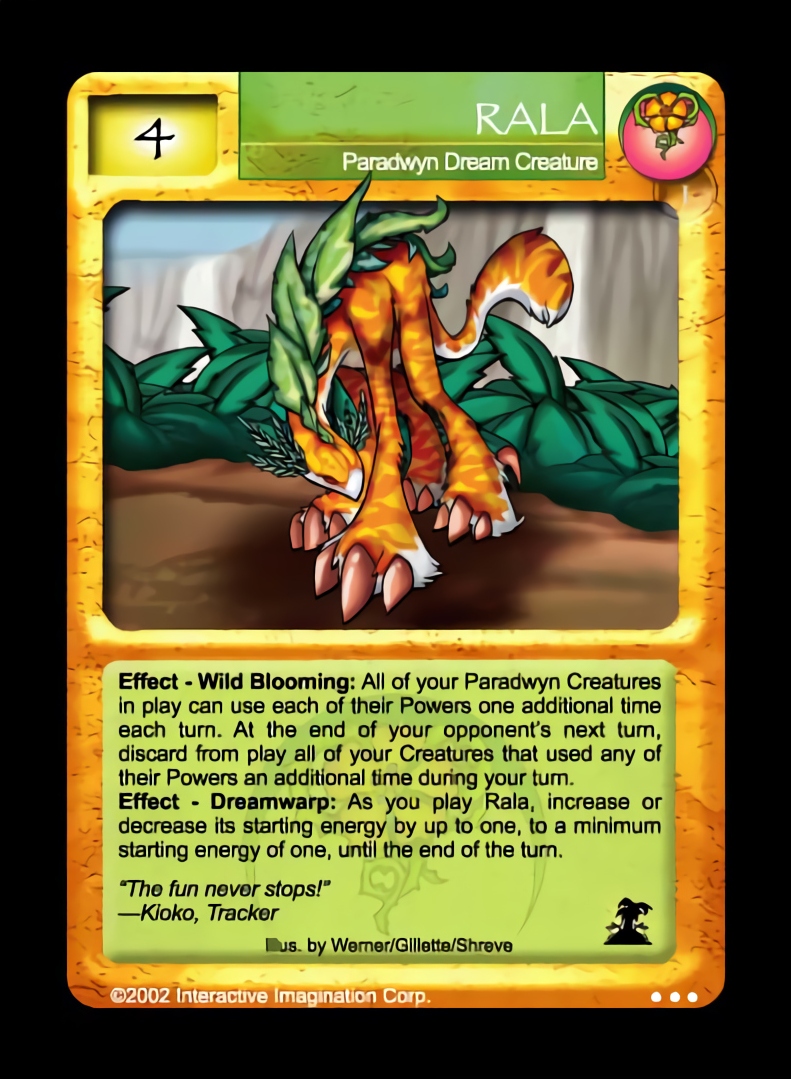 4
RALA
Paradwyn Dream Creature
1
Effect - Wild Blooming: All of your Paradwyn Creatures
in play can use each of their Powers one additional time
each turn. At the end of your opponent's next turn,
discard from play all of your Creatures that used any of
their Powers an additional time during your turn.
Effect - Dreamwarp: As you play Rala, increase or
decrease its starting energy by up to one, to a minimum
starting energy of one, until the end of the turn.
"The fun never stops!"
—Kioko, Tracker
Illus. by Werner/Gillette/Shreve
©2002 Interactive Imagination Corp.